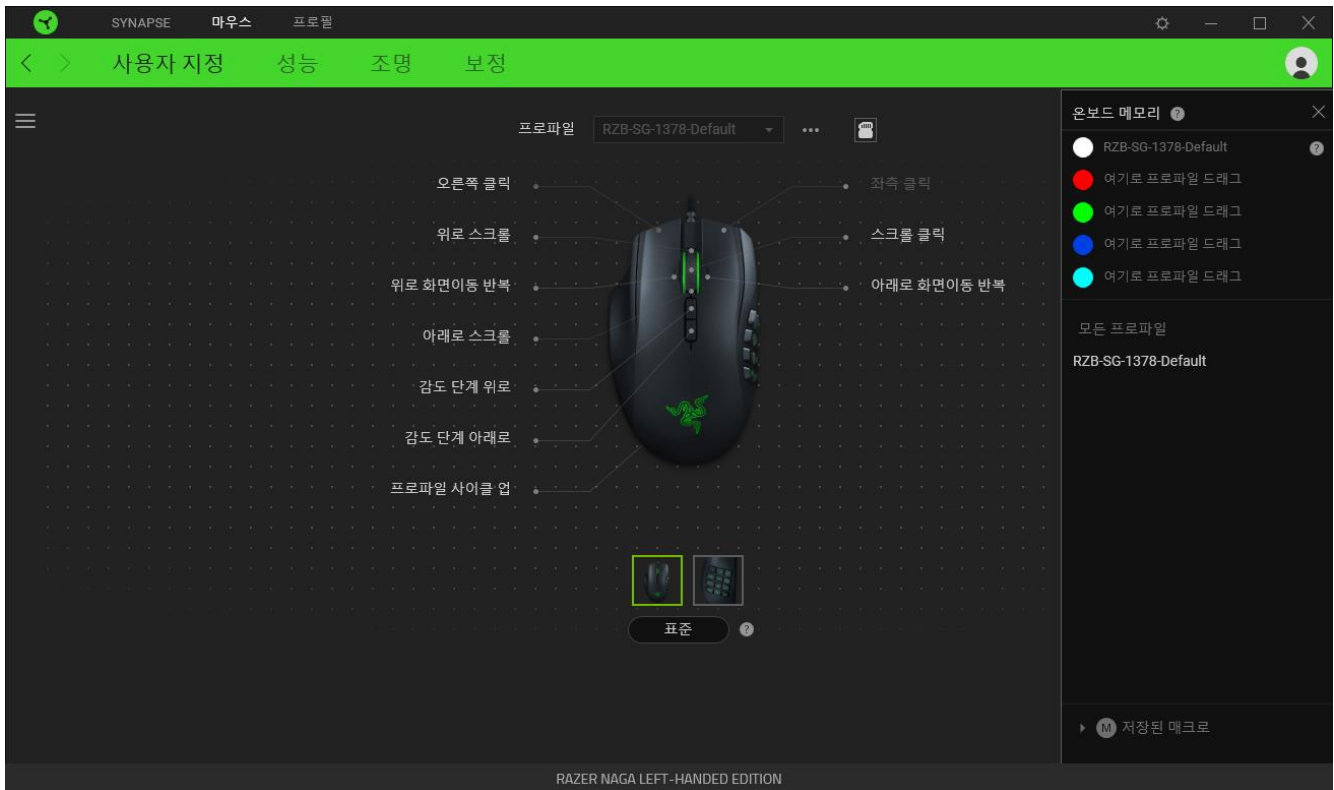 SYNAPSE 마우스 프로필
사용자 지정 성능 조명 보정
프로파일 RZB-SG-1378-Default
오른쪽 클릭 좌측 클릭
위로 스크롤 스크롤 클릭
위로 화면이동 반복 아래로 화면이동 반복
아래로 스크롤
감도 단계 위로
감도 단계 아래로
프로파일 사이클 업
표준 ?
온보드 메모리 ?
RZB-SG-1378-Default ?
여기로 프로파일 드래그
여기로 프로파일 드래그
여기로 프로파일 드래그
여기로 프로파일 드래그
모든 프로파일
RZB-SG-1378-Default
M 저장된 매크로
RAZER NAGA LEFT-HANDED EDITION